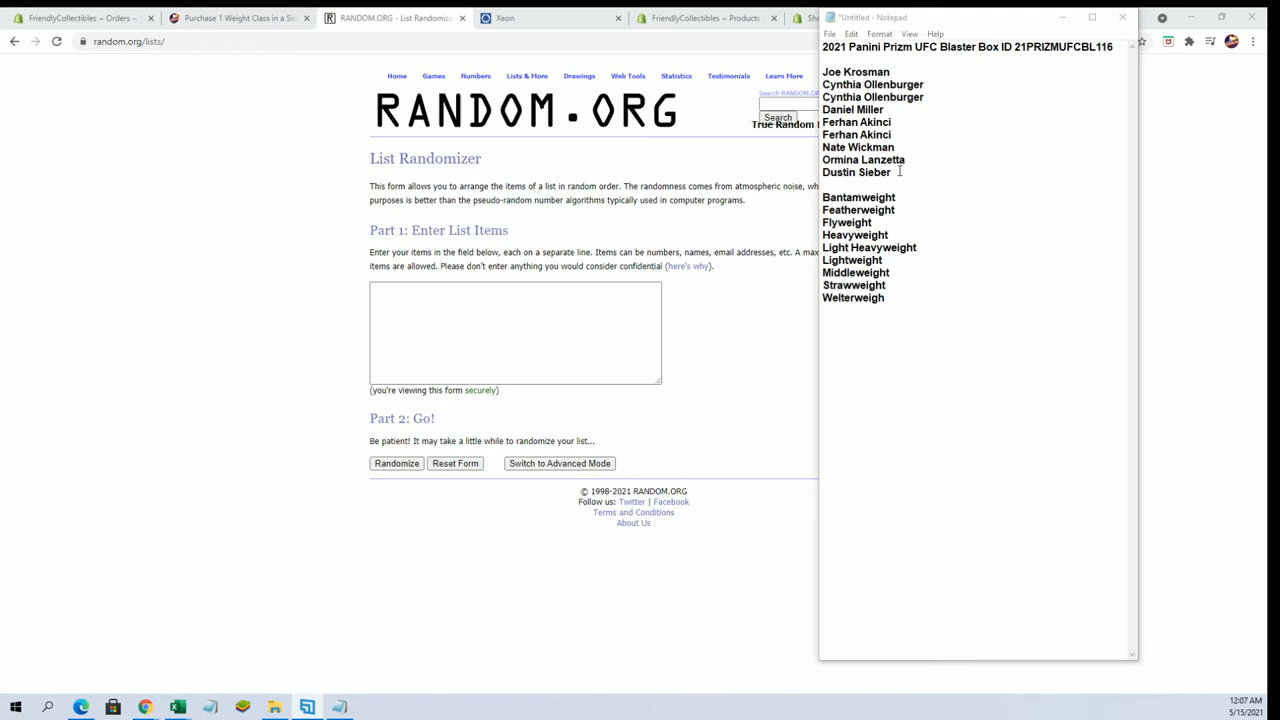 FriendlyCollectibles ~ Orders ~
Purchase 1 Weight Class in a Sin
RANDOM.ORG - List Randomize
Xeon
FriendlyCollectibles ~ Products ~
*Untitled - Notepad
random.org/lists/
File Edit Format View Help
2021 Panini Prizm UFC Blaster Box ID 21PRIZMUFCBL116
Joe Krosman
Cynthia Ollenburger
Cynthia Ollenburger
Daniel Miller
Ferhan Akinci
Ferhan Akinci
Nate Wickman
Ormina Lanzetta
Dustin Sieber
Bantamweight
Featherweight
Flyweight
Heavyweight
Light Heavyweight
Lightweight
Middleweight
Strawweight
Welterweigh
Home Games Numbers Lists & More Drawings Web Tools Statistics Testimonials Learn More
Search RANDOM.O
RANDOM.ORG
Search
True Random
List Randomizer
This form allows you to arrange the items of a list in random order. The randomness comes from atmospheric noise, wh
purposes is better than the pseudo-random number algorithms typically used in computer programs.
Part 1: Enter List Items
Enter your items in the field below, each on a separate line. Items can be numbers, names, email addresses, etc. A max
items are allowed. Please don't enter anything you would consider confidential (here's why).
(you're viewing this form securely)
Part 2: Go!
Be patient! It may take a little while to randomize your list...
Randomize Reset Form Switch to Advanced Mode
© 1998-2021 RANDOM.ORG
Follow us: Twitter | Facebook
Terms and Conditions
About Us
12:07 AM
5/15/2021